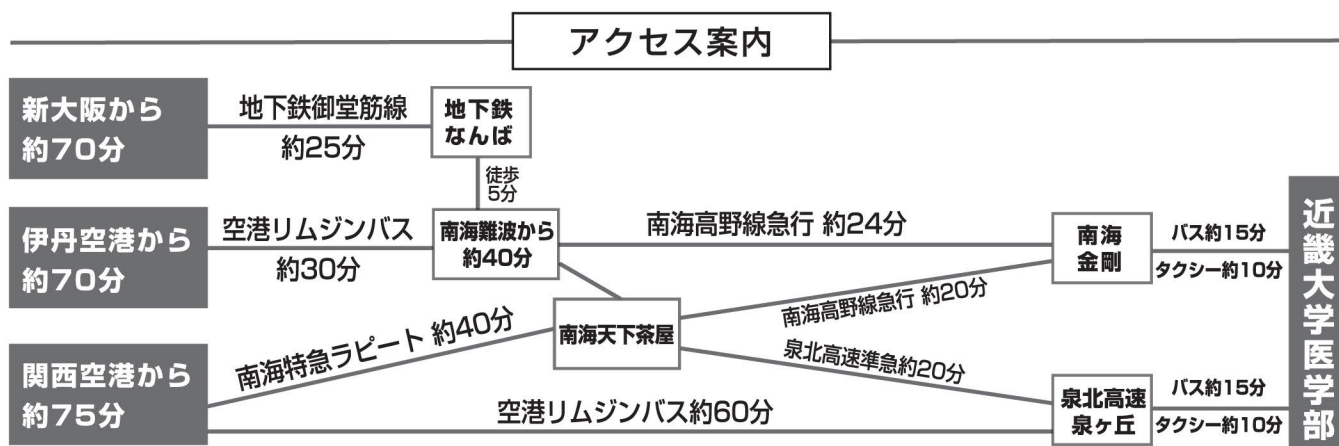 アクセス案内
新大阪から
約70分
地下鉄御堂筋線
約25分
地下鉄
なんば
徒歩
5分
伊丹空港から
約70分
空港リムジンバス
約30分
南海難波から
約40分
南海高野線急行 約24分
南海
金剛
バス約15分
タクシー約10分
南海天下茶屋
南海高野線急行 約20分
泉北高速準急約20分
関西空港から
約75分
南海特急ラピート 約40分
空港リムジンバス約60分
泉北高速
泉ヶ丘
バス約15分
タクシー約10分
近畿大学医学部